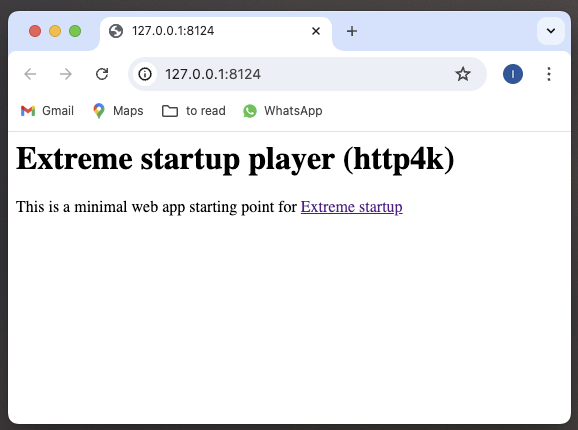 127.0.0.1:8124
127.0.0.1:8124
I
Gmail Maps to read WhatsApp
Extreme startup player (http4k)
This is a minimal web app starting point for Extreme startup